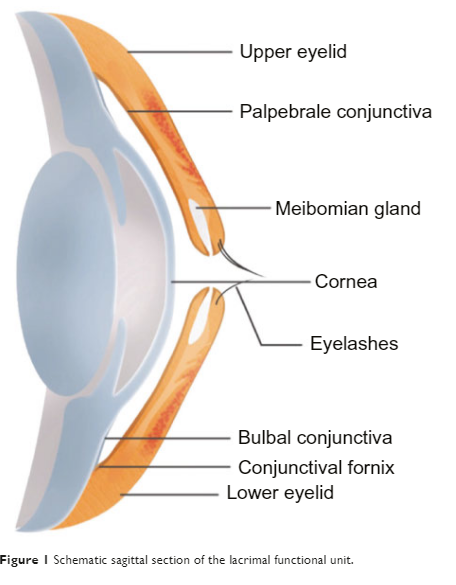 Upper eyelid
Palpebrale conjunctiva
Meibomian gland
Cornea
Eyelashes
Bulbal conjunctiva
Conjunctival fornix
Lower eyelid
Figure 1 Schematic sagittal section of the lacrimal functional unit.